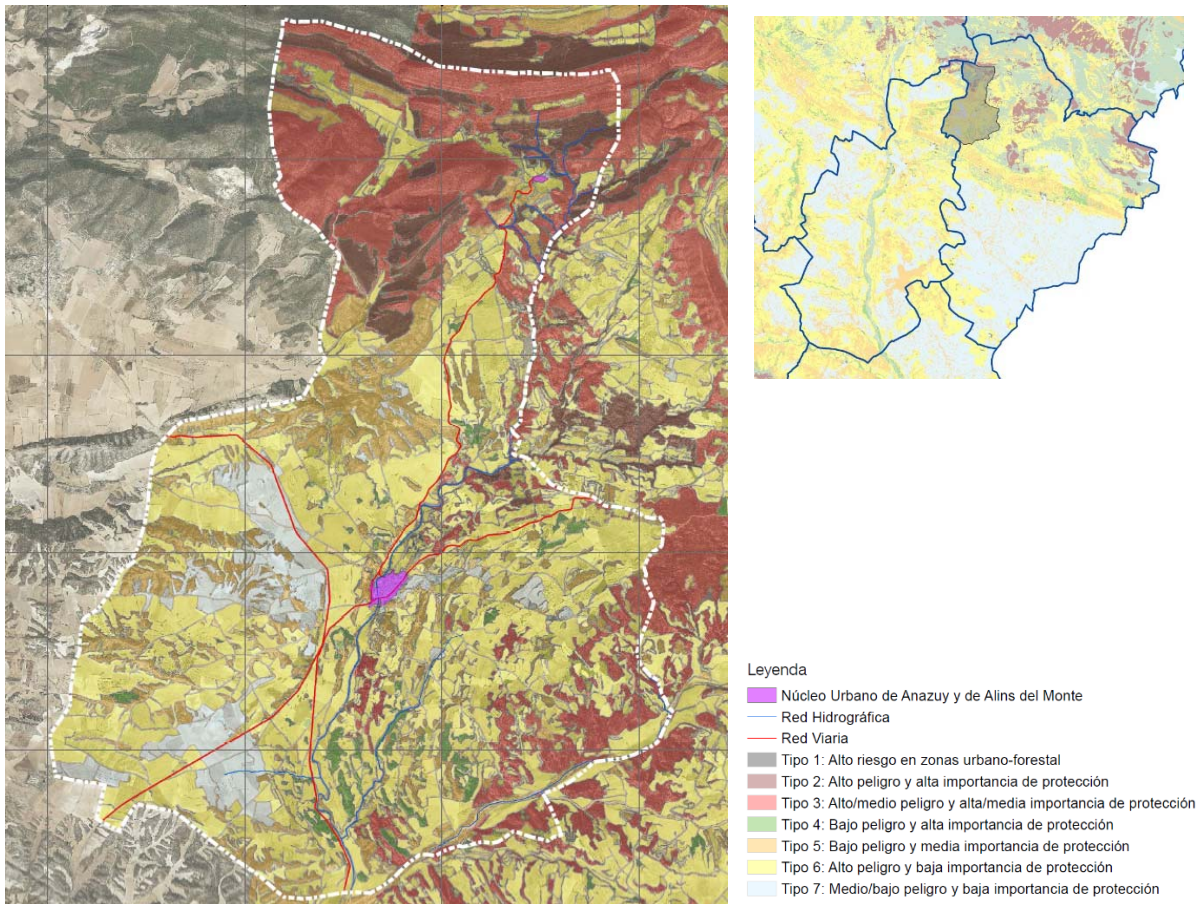 Leyenda
Núcleo Urbano de Anazuy y de Alins del Monte
Red Hidrográfica
Red Viaria
Tipo 1: Alto riesgo en zonas urbano-forestal
Tipo 2: Alto peligro y alta importancia de protección
Tipo 3: Alto/medio peligro y alta/media importancia de protección
Tipo 4: Bajo peligro y alta importancia de protección
Tipo 5: Bajo peligro y media importancia de protección
Tipo 6: Alto peligro y baja importancia de protección
Tipo 7: Medio/bajo peligro y baja importancia de protección